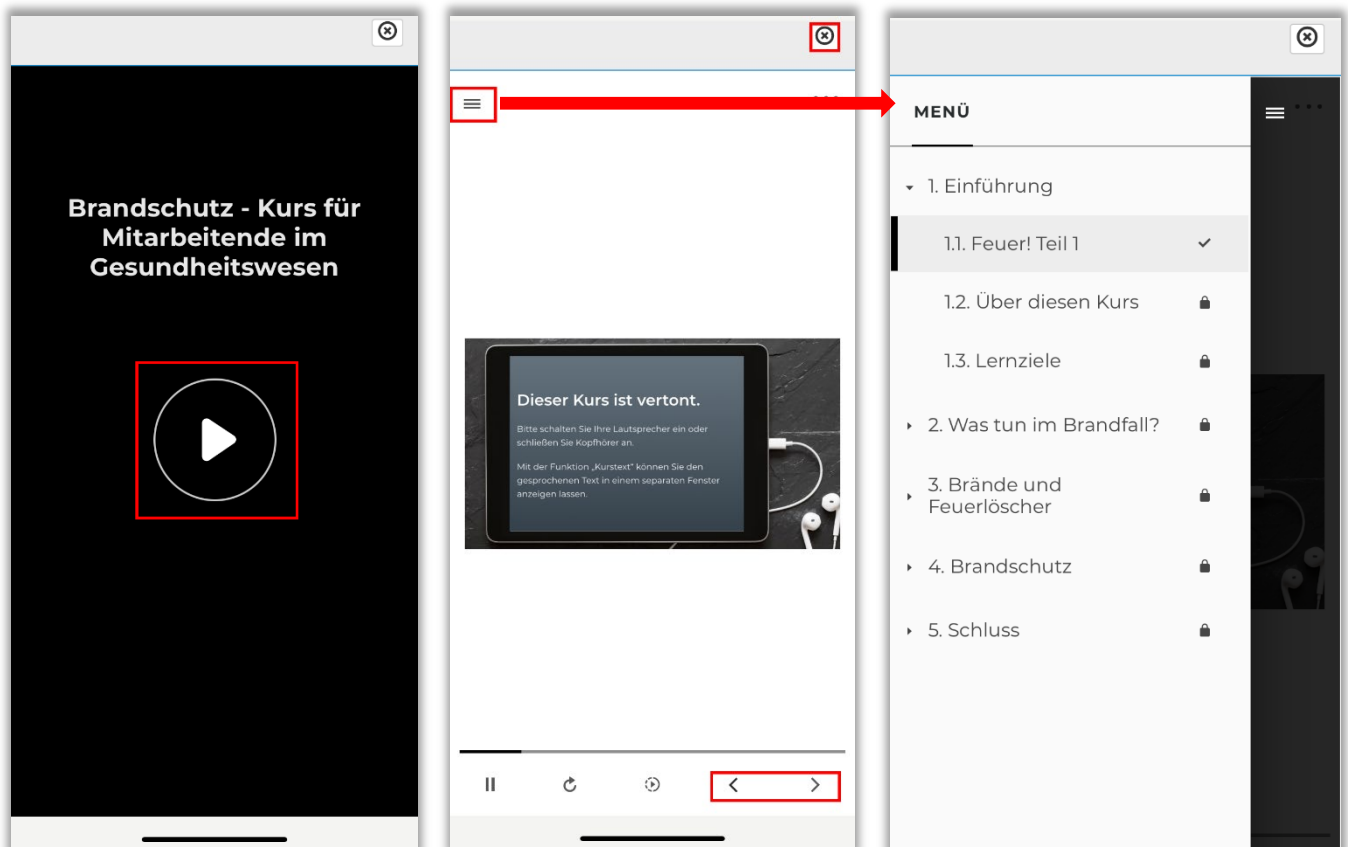 Brandschutz - Kurs für
Mitarbeitende im
Gesundheitswesen
Dieser Kurs ist vertont.
Bitte schalten Sie Ihre Lautsprecher ein oder
schließen Sie Kopfhörer an.
Mit der Funktion „Kurstext“ können Sie den
gesprochenen Text in einem separaten Fenster
anzeigen lassen.
MENÜ
1. Einführung
1.1. Feuer! Teil 1
1.2. Über diesen Kurs
1.3. Lernziele
2. Was tun im Brandfall?
3. Brände und
Feuerlöscher
4. Brandschutz
5. Schluss